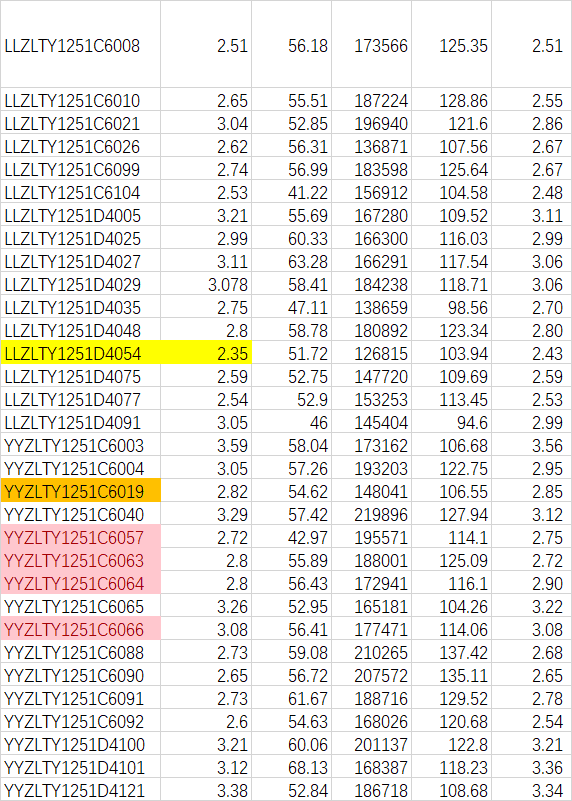 LLZLTY1251C6008 2.51 56.18 173566 125.35 2.51
LLZLTY1251C6010 2.65 55.51 187224 128.86 2.55
LLZLTY1251C6021 3.04 52.85 196940 121.6 2.86
LLZLTY1251C6026 2.62 56.31 136871 107.56 2.67
LLZLTY1251C6099 2.74 56.99 183598 125.64 2.67
LLZLTY1251C6104 2.53 41.22 156912 104.58 2.48
LLZLTY1251D4005 3.21 55.69 167280 109.52 3.11
LLZLTY1251D4025 2.99 60.33 166300 116.03 2.99
LLZLTY1251D4027 3.11 63.28 166291 117.54 3.06
LLZLTY1251D4029 3.078 58.41 184238 118.71 3.06
LLZLTY1251D4035 2.75 47.11 138659 98.56 2.70
LLZLTY1251D4048 2.8 58.78 180892 123.34 2.80
LLZLTY1251D4054 2.35 51.72 126815 103.94 2.43
LLZLTY1251D4075 2.59 52.75 147720 109.69 2.59
LLZLTY1251D4077 2.54 52.9 153253 113.45 2.53
LLZLTY1251D4091 3.05 46 145404 94.6 2.99
YYZLTY1251C6003 3.59 58.04 173162 106.68 3.56
YYZLTY1251C6004 3.05 57.26 193203 122.75 2.95
YYZLTY1251C6019 2.82 54.62 148041 106.55 2.85
YYZLTY1251C6040 3.29 57.42 219896 127.94 3.12
YYZLTY1251C6057 2.72 42.97 195571 114.1 2.75
YYZLTY1251C6063 2.8 55.89 188001 125.09 2.72
YYZLTY1251C6064 2.8 56.43 172941 116.1 2.90
YYZLTY1251C6065 3.26 52.95 165181 104.26 3.22
YYZLTY1251C6066 3.08 56.41 177471 114.06 3.08
YYZLTY1251C6088 2.73 59.08 210265 137.42 2.68
YYZLTY1251C6090 2.65 56.72 207572 135.11 2.65
YYZLTY1251C6091 2.73 61.67 188716 129.52 2.78
YYZLTY1251C6092 2.6 54.63 168026 120.68 2.54
YYZLTY1251D4100 3.21 60.06 201137 122.8 3.21
YYZLTY1251D4101 3.12 68.13 168387 118.23 3.36
YYZLTY1251D4121 3.38 52.84 186718 108.68 3.34